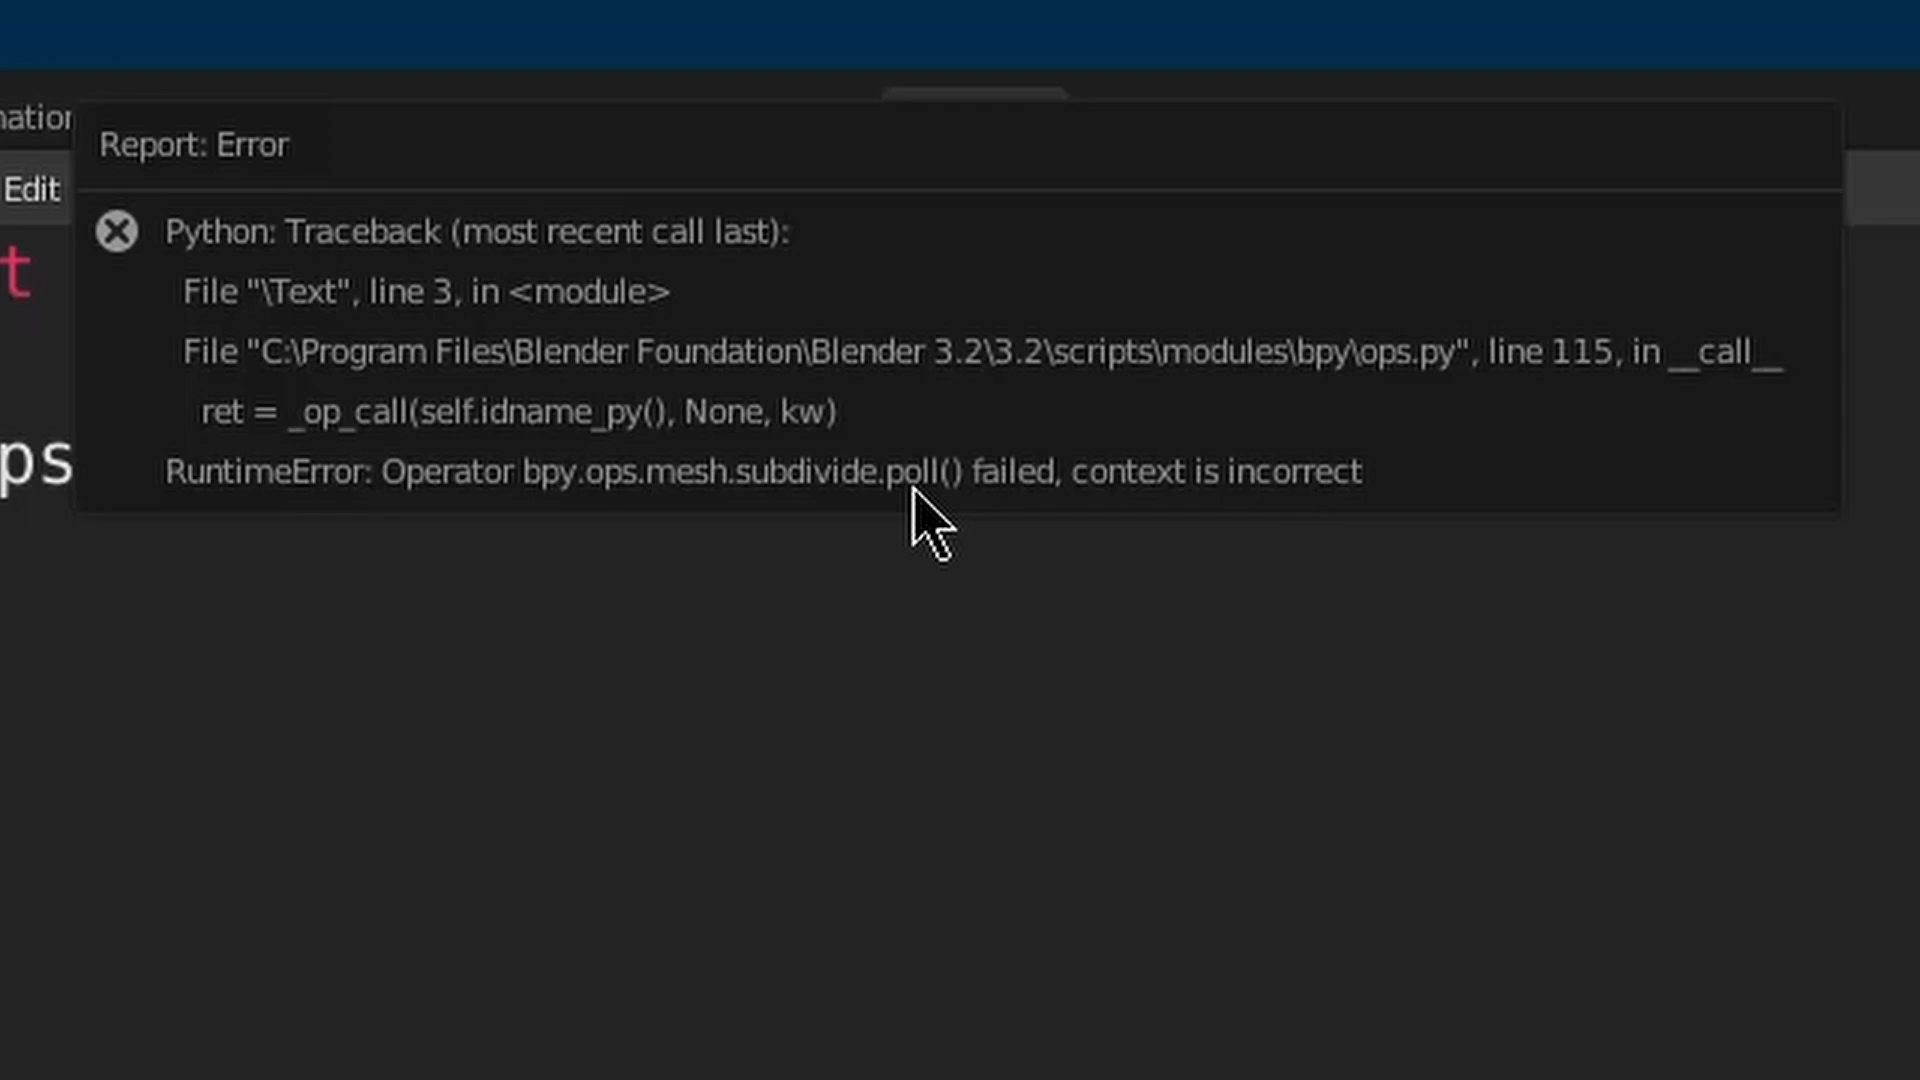 Report: Error
Edit
t
Python: Traceback (most recent call last):
File "\Text", line 3, in <module>
File "C:\Program Files\Blender Foundation\Blender 3.2\3.2\scripts\modules\bpy\ops.py", line 115, in __call__
ret = _op_call(self.idname_py(), None, kw)
ps
RuntimeError: Operator bpy.ops.mesh.subdivide.poll() failed, context is incorrect